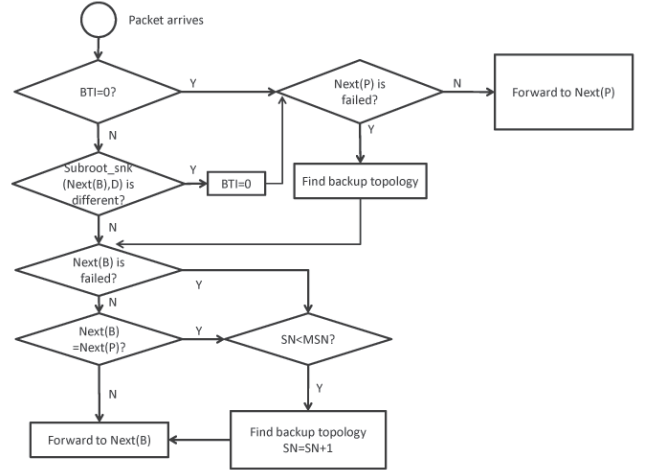 Packet arrives
BTI=0?
Y
Next(P) is
failed?
N
Forward to Next(P)
N
Y
Subroot_snk
(Next(B),D) is
different?
Y
BTI=0
Find backup topology
N
Next(B) is
failed?
Y
N
Next(B)
=Next(P)?
Y
SN<MSN?
N
Y
Forward to Next(B)
Find backup topology
SN=SN+1